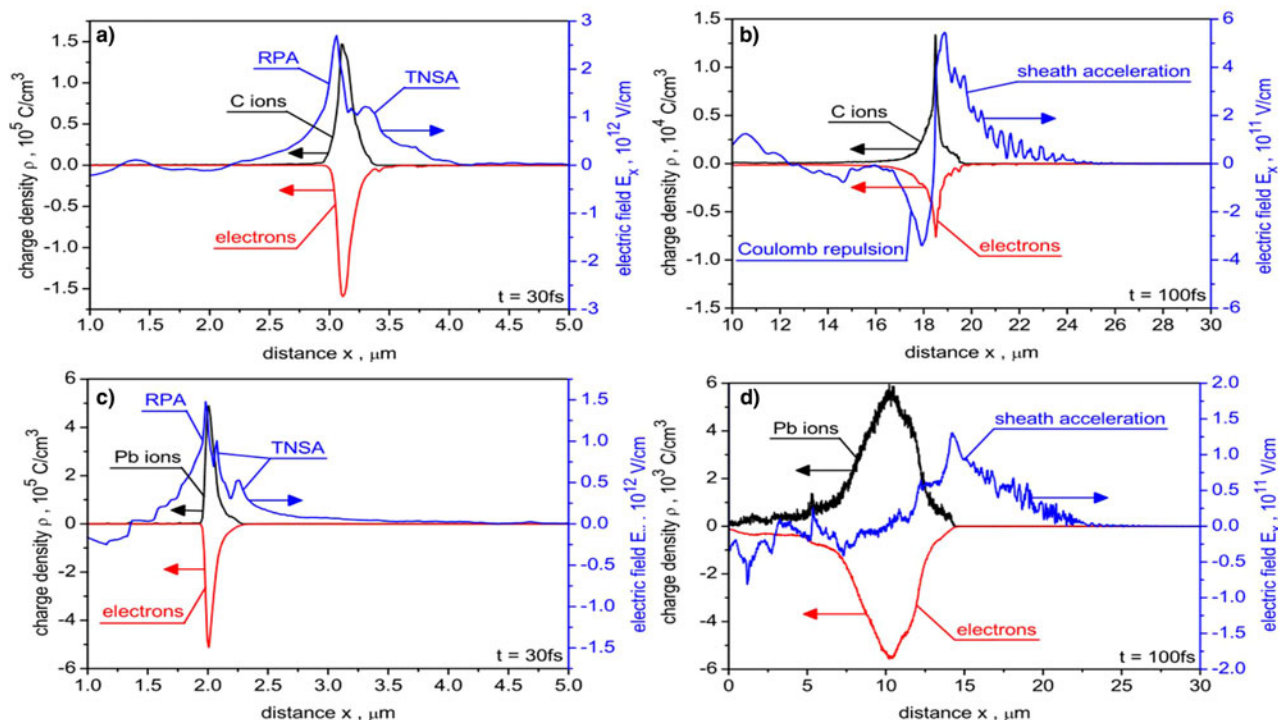 a)
RPA
TNSA
C ions
electrons
t = 30fs
charge density ρ , 10⁵ C/cm³
1.5
1.0
0.5
0.0
-0.5
-1.0
-1.5
1.0 1.5 2.0 2.5 3.0 3.5 4.0 4.5 5.0
distance x , μm
3
2
1
0
-1
-2
-3
electric field Eₓ , 10¹² V/cm
b)
sheath acceleration
C ions
Coulomb repulsion
electrons
t = 100fs
charge density ρ , 10⁴ C/cm³
1.5
1.0
0.5
0.0
-0.5
-1.0
-1.5
10 12 14 16 18 20 22 24 26 28 30
distance x , μm
6
4
2
0
-2
-4
-6
electric field Eₓ , 10¹¹ V/cm
c)
RPA
Pb ions
TNSA
electrons
t = 30fs
charge density ρ , 10⁵ C/cm³
6
4
2
0
-2
-4
-6
1.0 1.5 2.0 2.5 3.0 3.5 4.0 4.5 5.0
distance x , μm
1.5
1.0
0.5
0.0
-0.5
-1.0
-1.5
electric field E.. . 10¹² V/cm
d)
Pb ions
sheath acceleration
electrons
t = 100fs
charge density ρ , 10³ C/cm³
6
4
2
0
-2
-4
-6
0 5 10 15 20 25 30
distance x , μm
2.0
1.5
1.0
0.5
0.0
-0.5
-1.0
-1.5
-2.0
electric field Eₓ , 10¹¹ V/cm